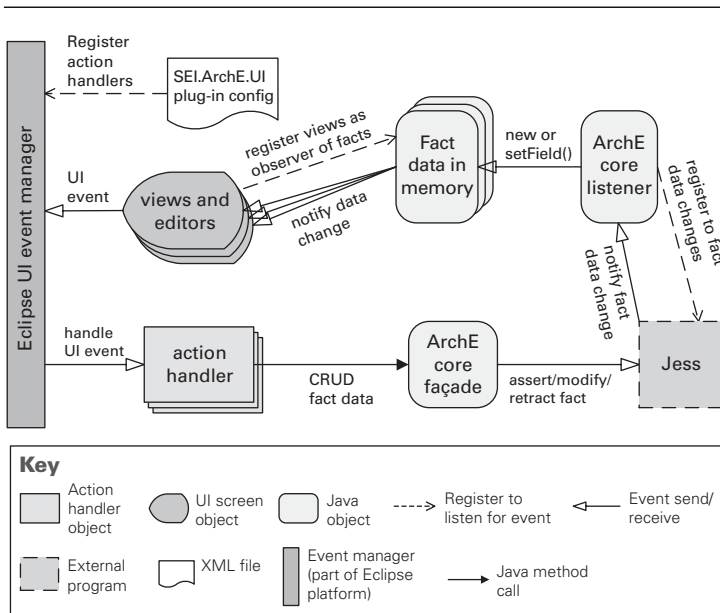 Register
action
handlers
SEI.ArchE.UI
plug-in config
register views as
observer of facts
Fact
data in
memory
new or
setField()
ArchE
core
listener
register to fact
data changes
UI
event
views and
editors
notify data
change
notify fact
data change
Eclipse UI event manager
handle
UI event
action
handler
CRUD
fact data
ArchE
core
façade
assert/modify/
retract fact
Jess
Key
Action
handler
object
UI screen
object
Java
object
Register to
listen for event
Event send/
receive
External
program
XML file
Event manager
(part of Eclipse
platform)
Java method
call